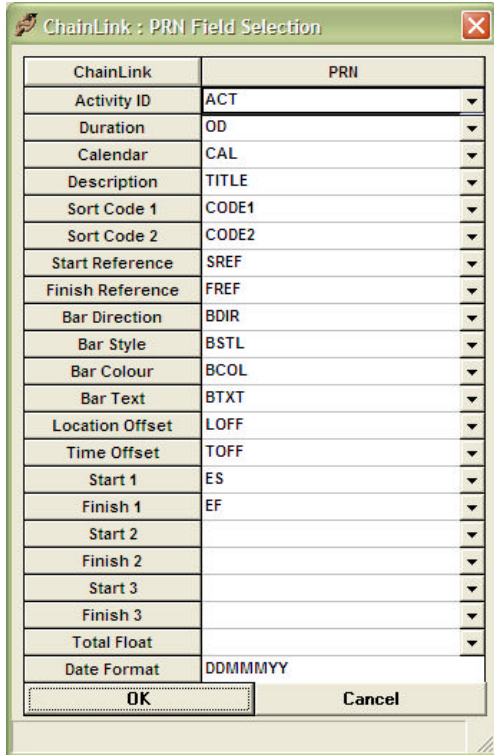 ChainLink : PRN Field Selection
ChainLink PRN
Activity ID ACT
Duration OD
Calendar CAL
Description TITLE
Sort Code 1 CODE1
Sort Code 2 CODE2
Start Reference SREF
Finish Reference FREF
Bar Direction BDIR
Bar Style BSTL
Bar Colour BCOL
Bar Text BTXT
Location Offset LOFF
Time Offset TOFF
Start 1 ES
Finish 1 EF
Start 2
Finish 2
Start 3
Finish 3
Total Float
Date Format DDMMMYY
OK Cancel